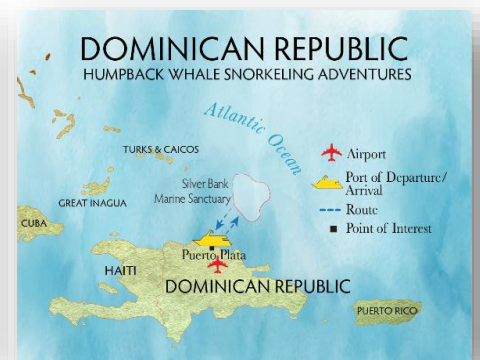 DOMINICAN REPUBLIC
HUMPBACK WHALE SNORKELING ADVENTURES
Atlantic Ocean
TURKS & CAICOS
Airport
Port of Departure/
Arrival
Silver Bank
Marine Sanctuary
GREAT INAGUA
Route
CUBA
Point of Interest
Puerto Plata
HAITI
DOMINICAN REPUBLIC
PUERTO RICO